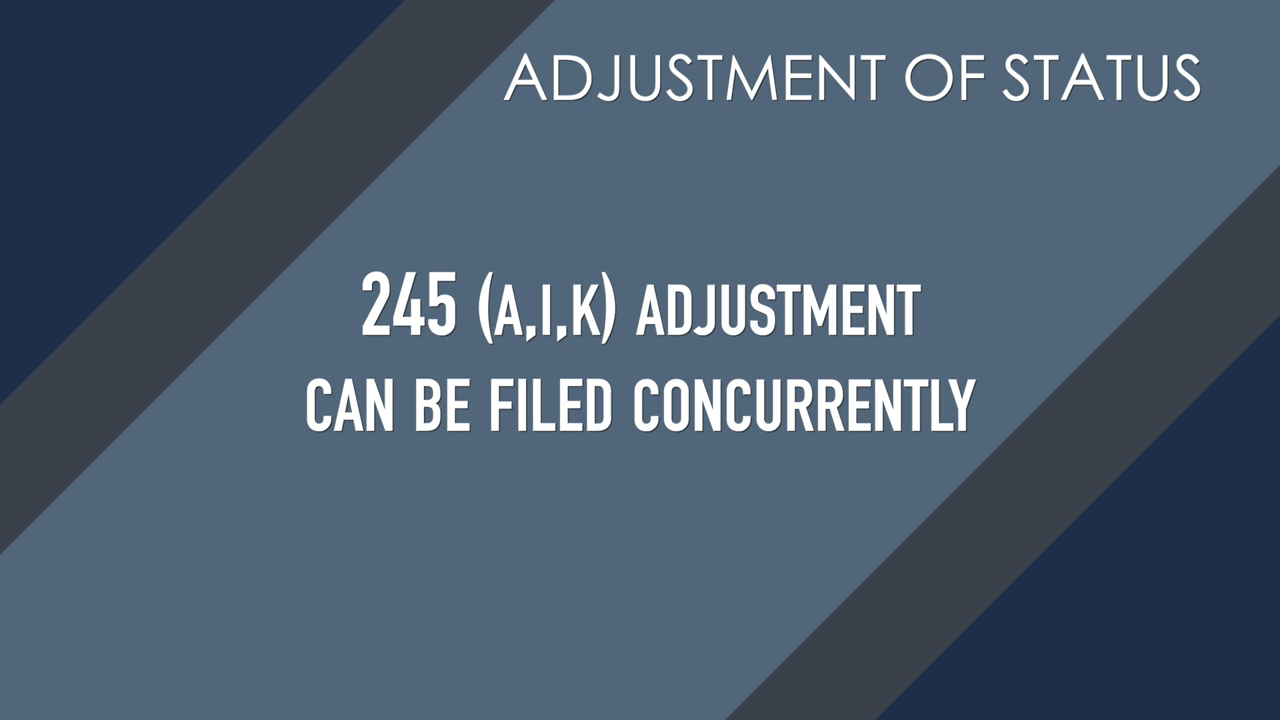 ADJUSTMENT OF STATUS
245 (A,I,K) ADJUSTMENT
CAN BE FILED CONCURRENTLY